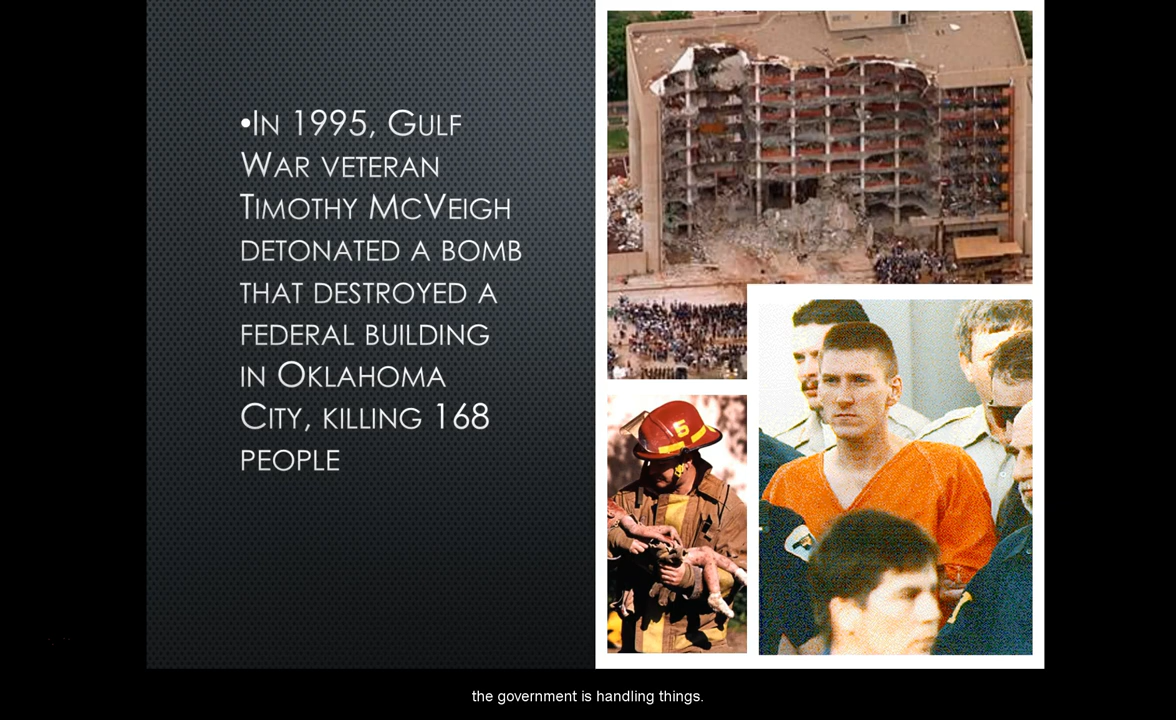 •In 1995, Gulf
War veteran
Timothy McVeigh
detonated a bomb
that destroyed a
federal building
in Oklahoma
City, killing 168
people
5
the government is handling things.